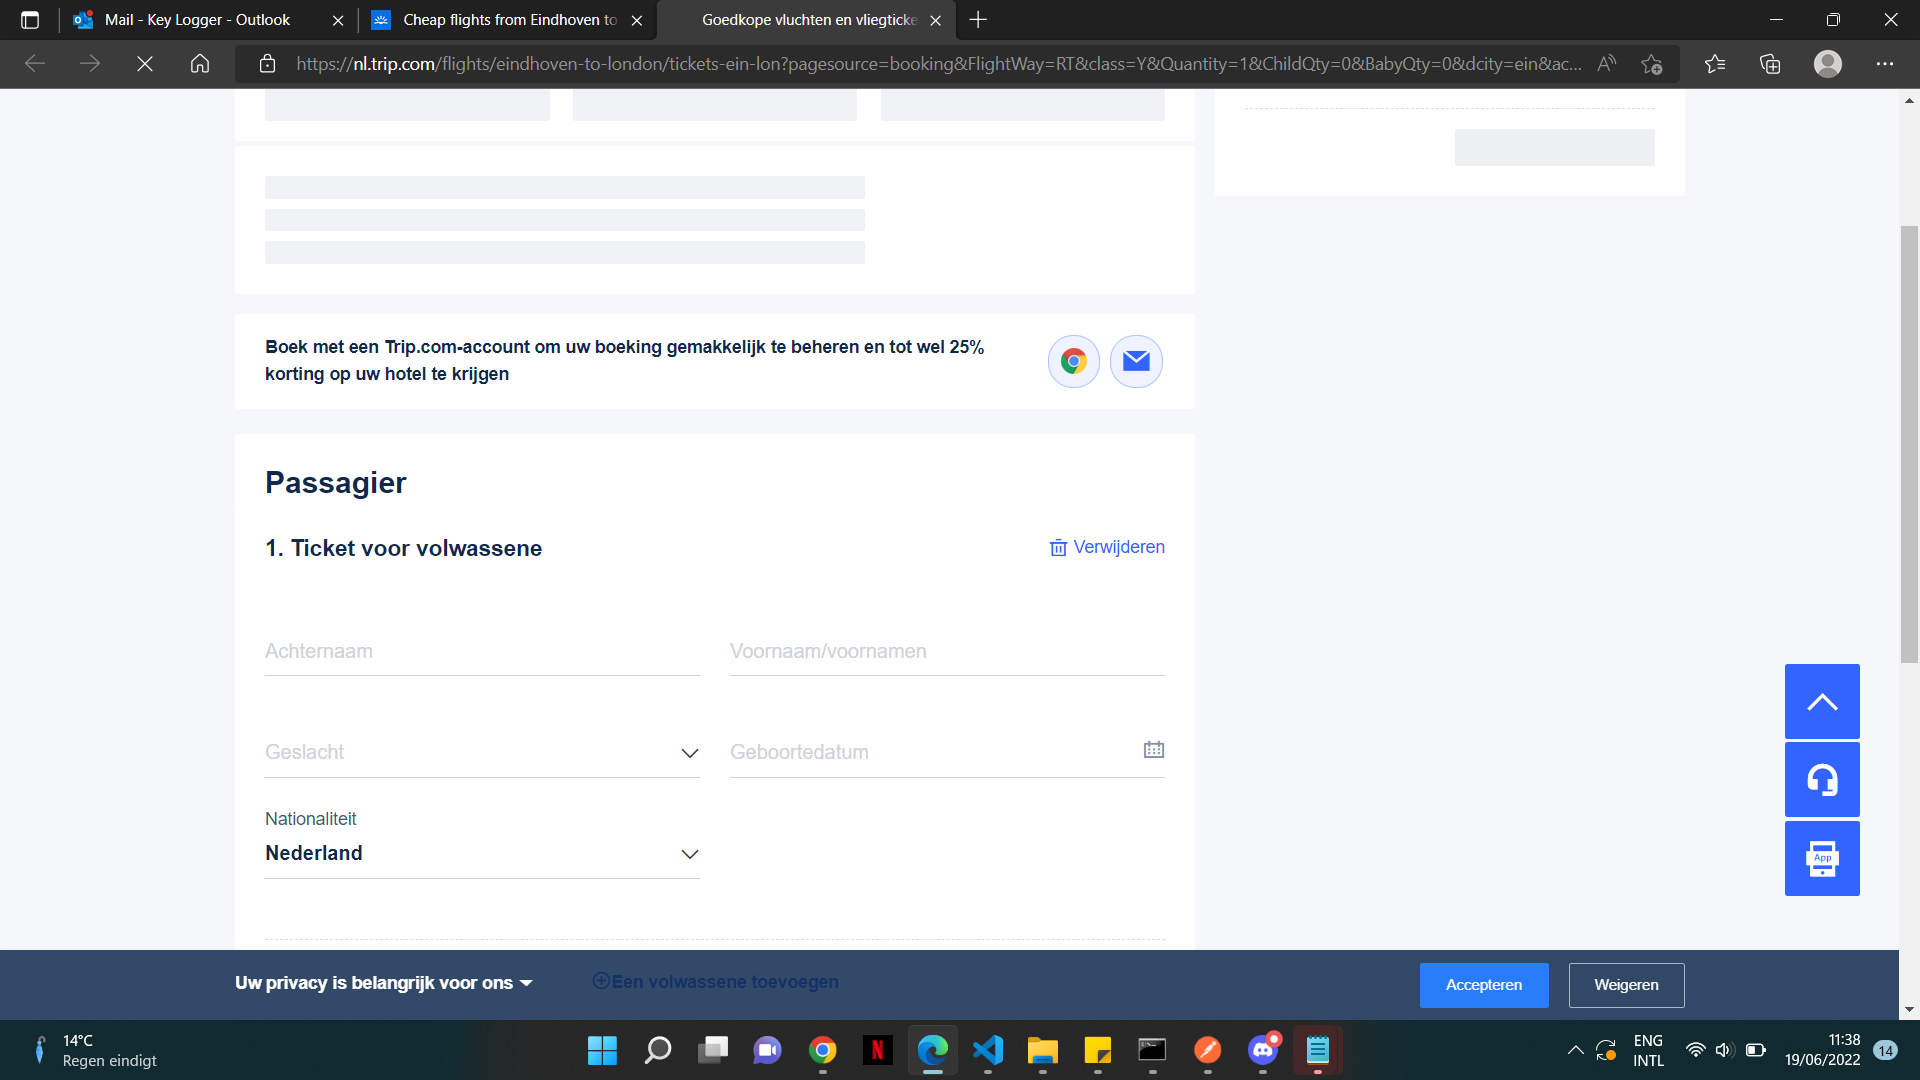 Mail - Key Logger - Outlook
Cheap flights from Eindhoven to
Goedkope vluchten en vliegticke
https://nl.trip.com/flights/eindhoven-to-london/tickets-ein-lon?pagesource=booking&FlightWay=RT&class=Y&Quantity=1&ChildQty=0&BabyQty=0&dcity=ein&ac...
Boek met een Trip.com-account om uw boeking gemakkelijk te beheren en tot wel 25%
korting op uw hotel te krijgen
Passagier
1. Ticket voor volwassene
Verwijderen
Achternaam
Voornaam/voornamen
Geslacht
Geboortedatum
Nationaliteit
Nederland
App
Uw privacy is belangrijk voor ons
Een volwassene toevoegen
Accepteren
Weigeren
14°C
Regen eindigt
ENG
INTL
11:38
19/06/2022
14